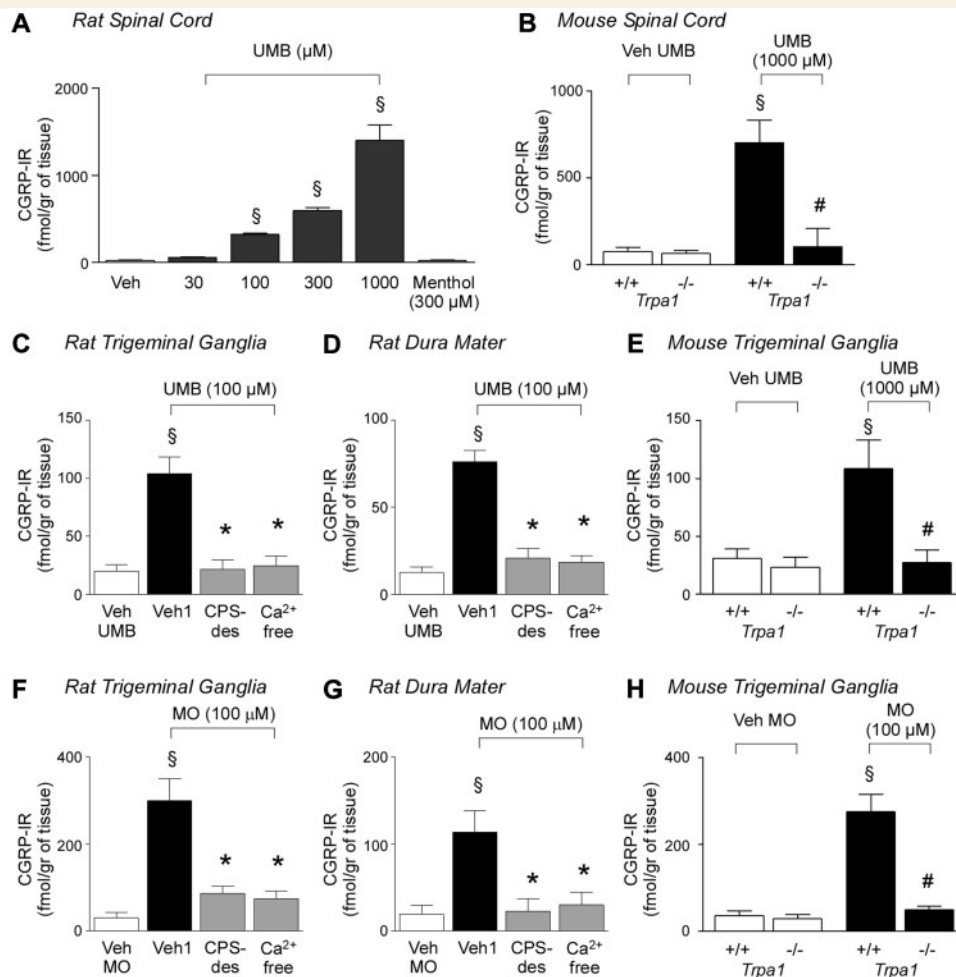 A Rat Spinal Cord
UMB (µM)
2000
1000
0
CGRP-IR
(fmol/gr of tissue)
§
§
§
Veh 30 100 300 1000 Menthol
(300 µM)
B Mouse Spinal Cord
Veh UMB
UMB
(1000 µM)
1000
500
0
CGRP-IR
(fmol/gr of tissue)
§
#
+/+ -/- +/+ -/-
Trpa1 Trpa1
C Rat Trigeminal Ganglia
UMB (100 µM)
150
100
50
0
CGRP-IR
(fmol/gr of tissue)
§
* *
Veh Veh1 CPS- Ca2+
UMB des free
D Rat Dura Mater
UMB (100 µM)
100
50
0
CGRP-IR
(fmol/gr of tissue)
§
* *
Veh Veh1 CPS- Ca2+
UMB des free
E Mouse Trigeminal Ganglia
Veh UMB
UMB
(1000 µM)
150
100
50
0
CGRP-IR
(fmol/gr of tissue)
§
#
+/+ -/- +/+ -/-
Trpa1 Trpa1
F Rat Trigeminal Ganglia
MO (100 µM)
400
200
0
CGRP-IR
(fmol/gr of tissue)
§
* *
Veh Veh1 CPS- Ca2+
MO des free
G Rat Dura Mater
MO (100 µM)
200
100
0
CGRP-IR
(fmol/gr of tissue)
§
* *
Veh Veh1 CPS- Ca2+
MO des free
H Mouse Trigeminal Ganglia
Veh MO
MO
(100 µM)
400
200
0
CGRP-IR
(fmol/gr of tissue)
§
#
+/+ -/- +/+ -/-
Trpa1 Trpa1